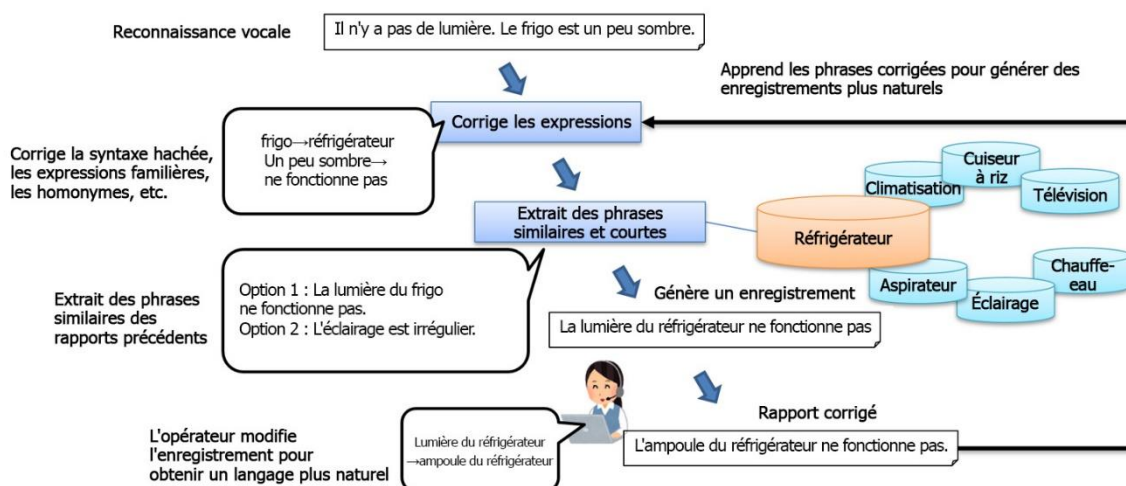 Reconnaissance vocale
Il n'y a pas de lumière. Le frigo est un peu sombre.
Apprend les phrases corrigées pour générer des
enregistrements plus naturels
Corrige les expressions
Corrige la syntaxe hachée,
les expressions familières,
les homonymes, etc.
frigo→réfrigérateur
Un peu sombre→
ne fonctionne pas
Extrait des phrases
similaires et courtes
Climatisation
Cuiseur
à riz
Télévision
Réfrigérateur
Aspirateur
Éclairage
Chauffe-
eau
Extrait des phrases
similaires des
rapports précédents
Option 1 : La lumière du frigo
ne fonctionne pas.
Option 2 : L'éclairage est irrégulier.
Génère un enregistrement
La lumière du réfrigérateur ne fonctionne pas
L'opérateur modifie
l'enregistrement pour
obtenir un langage plus naturel
Lumière du réfrigérateur
→ampoule du réfrigérateur
Rapport corrigé
L'ampoule du réfrigérateur ne fonctionne pas.